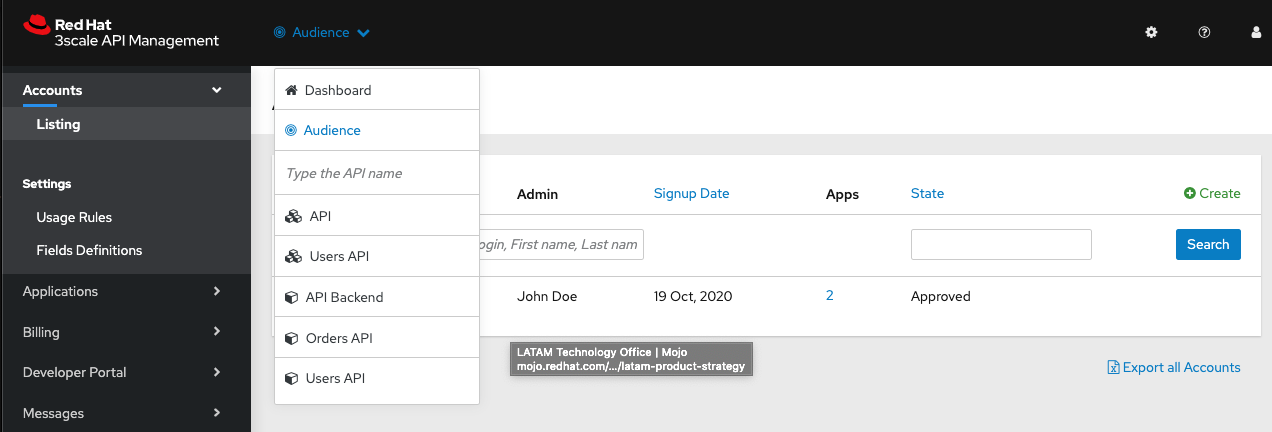 Red Hat
3scale API Management
Audience
Accounts
Listing
Settings
Usage Rules
Fields Definitions
Applications
Billing
Developer Portal
Messages
Dashboard
Audience
Type the API name
API
Users API
API Backend
Orders API
Users API
Admin Signup Date Apps State Create
ogin, First name, Last nam Search
John Doe 19 Oct, 2020 2 Approved
LATAM Technology Office | Mojo
mojo.redhat.com/.../latam-product-strategy
Export all Accounts